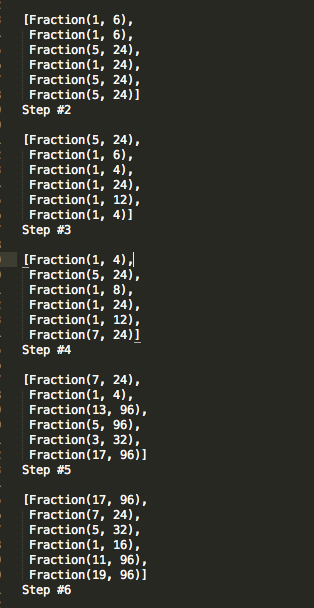 [Fraction(1, 6),
Fraction(1, 6),
Fraction(5, 24),
Fraction(1, 24),
Fraction(5, 24),
Fraction(5, 24)]
Step #2
[Fraction(5, 24),
Fraction(1, 6),
Fraction(1, 4),
Fraction(1, 24),
Fraction(1, 12),
Fraction(1, 4)]
Step #3
[Fraction(1, 4),
Fraction(5, 24),
Fraction(1, 8),
Fraction(1, 24),
Fraction(1, 12),
Fraction(7, 24)]
Step #4
[Fraction(7, 24),
Fraction(1, 4),
Fraction(13, 96),
Fraction(5, 96),
Fraction(3, 32),
Fraction(17, 96)]
Step #5
[Fraction(17, 96),
Fraction(7, 24),
Fraction(5, 32),
Fraction(1, 16),
Fraction(11, 96),
Fraction(19, 96)]
Step #6